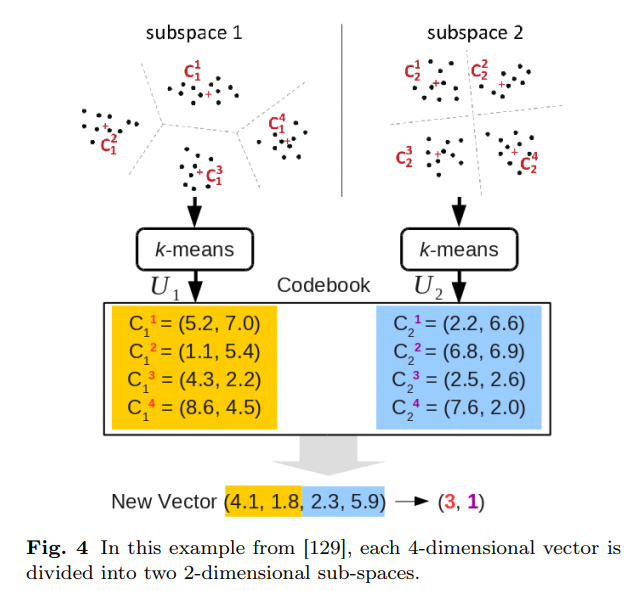 subspace 1
subspace 2
C₁¹
C₁²
C₁³
C₁⁴
C₂¹
C₂²
C₂³
C₂⁴
k-means
k-means
U₁
Codebook
U₂
C₁¹ = (5.2, 7.0)
C₁² = (1.1, 5.4)
C₁³ = (4.3, 2.2)
C₁⁴ = (8.6, 4.5)
C₂¹ = (2.2, 6.6)
C₂² = (6.8, 6.9)
C₂³ = (2.5, 2.6)
C₂⁴ = (7.6, 2.0)
New Vector (4.1, 1.8, 2.3, 5.9) → (3, 1)
Fig. 4 In this example from [129], each 4-dimensional vector is
divided into two 2-dimensional sub-spaces.